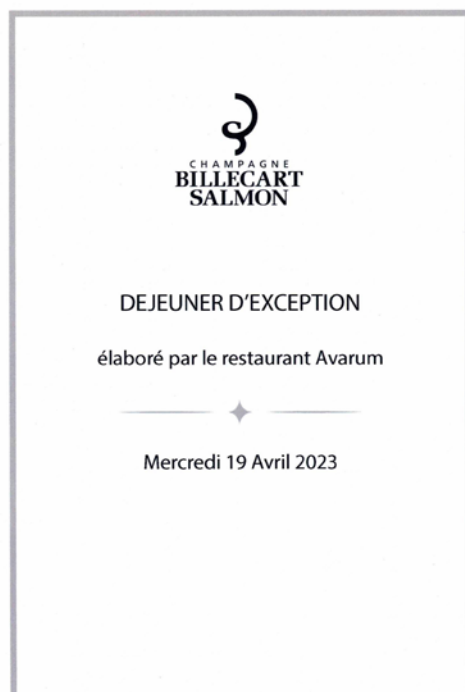 CHAMPAGNE
BILLECART
SALMON
DEJEUNER D'EXCEPTION
élaboré par le restaurant Avarum
Mercredi 19 Avril 2023